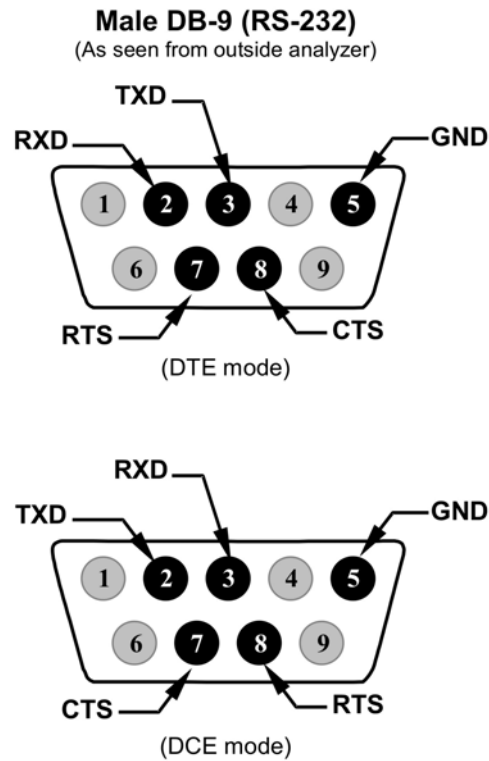 Male DB-9 (RS-232)
(As seen from outside analyzer)
TXD
RXD
GND
1 2 3 4 5
6 7 8 9
RTS
CTS
(DTE mode)
RXD
TXD
GND
1 2 3 4 5
6 7 8 9
CTS
RTS
(DCE mode)